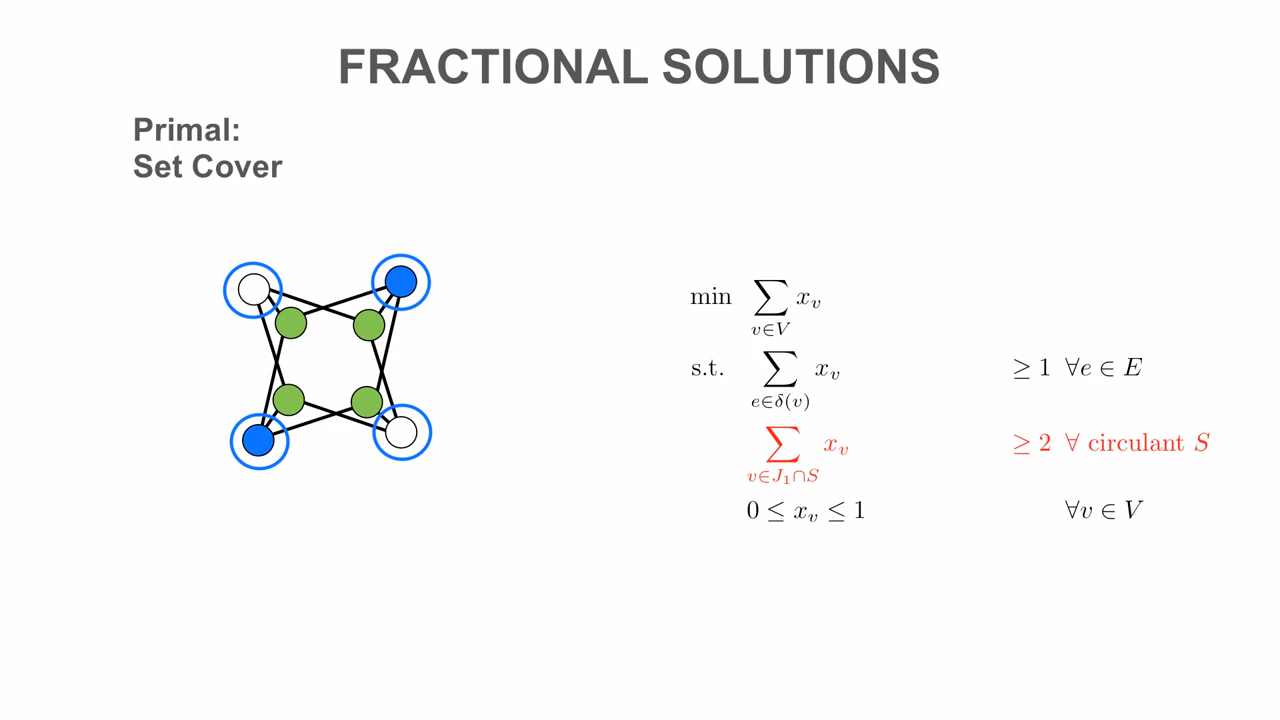 FRACTIONAL SOLUTIONS
Primal:
Set Cover
min ∑_{v∈V} x_v
s.t. ∑_{e∈δ(v)} x_v ≥ 1 ∀e ∈ E
∑_{v∈J_1∩S} x_v ≥ 2 ∀ circulant S
0 ≤ x_v ≤ 1 ∀v ∈ V